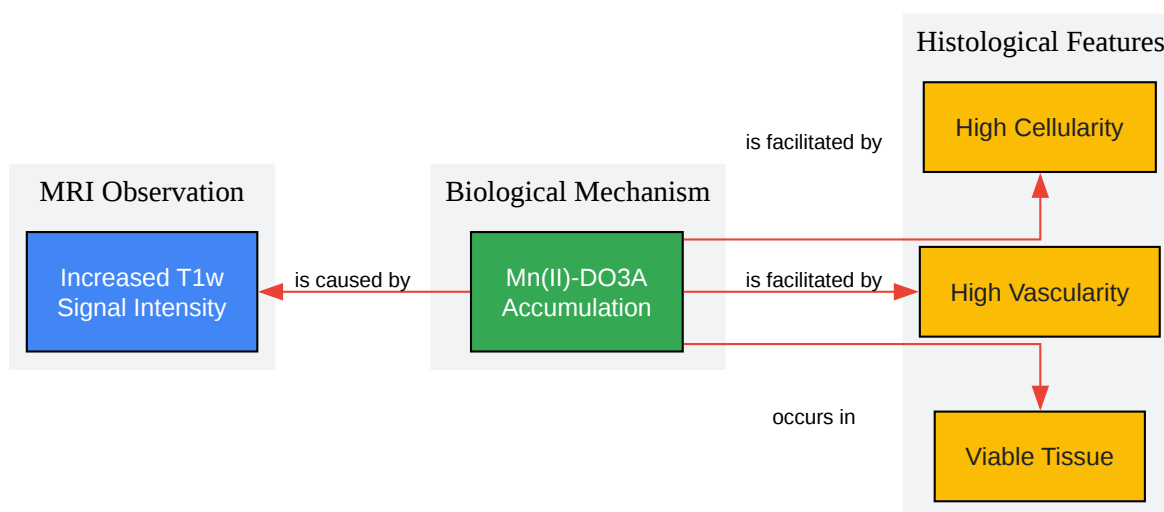 Histological Features
High Cellularity
is facilitated by
MRI Observation
Biological Mechanism
Increased T1w
Signal Intensity
is caused by
Mn(II)-DO3A
Accumulation
is facilitated by
High Vascularity
occurs in
Viable Tissue